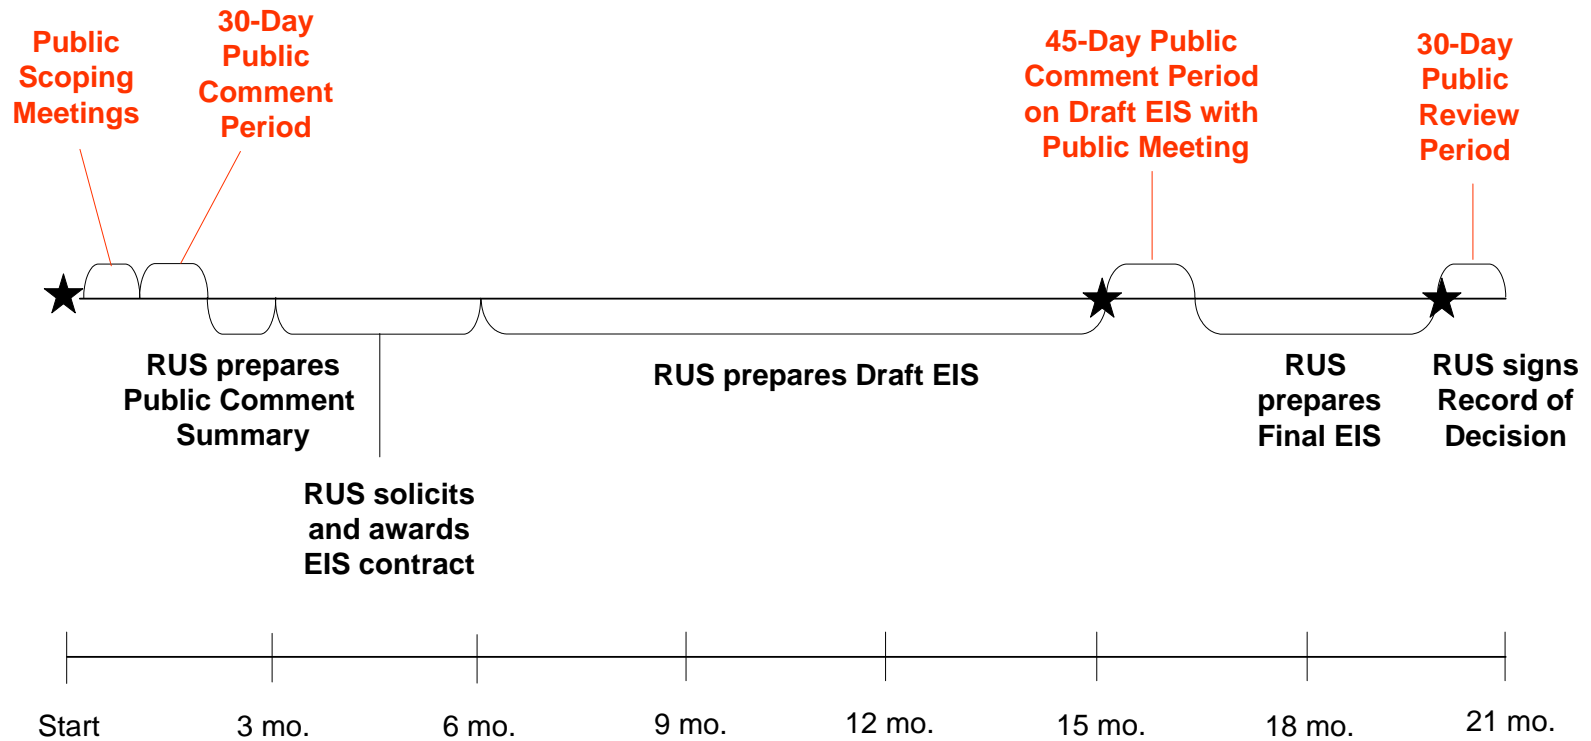 Public
Scoping
Meetings
30-Day
Public
Comment
Period
45-Day Public
Comment Period
on Draft EIS with
Public Meeting
30-Day
Public
Review
Period
RUS prepares
Public Comment
Summary
RUS solicits
and awards
EIS contract
RUS prepares Draft EIS
RUS
prepares
Final EIS
RUS signs
Record of
Decision
Start
3 mo.
6 mo.
9 mo.
12 mo.
15 mo.
18 mo.
21 mo.